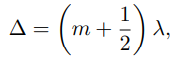 Δ = (m + 1/2) λ,